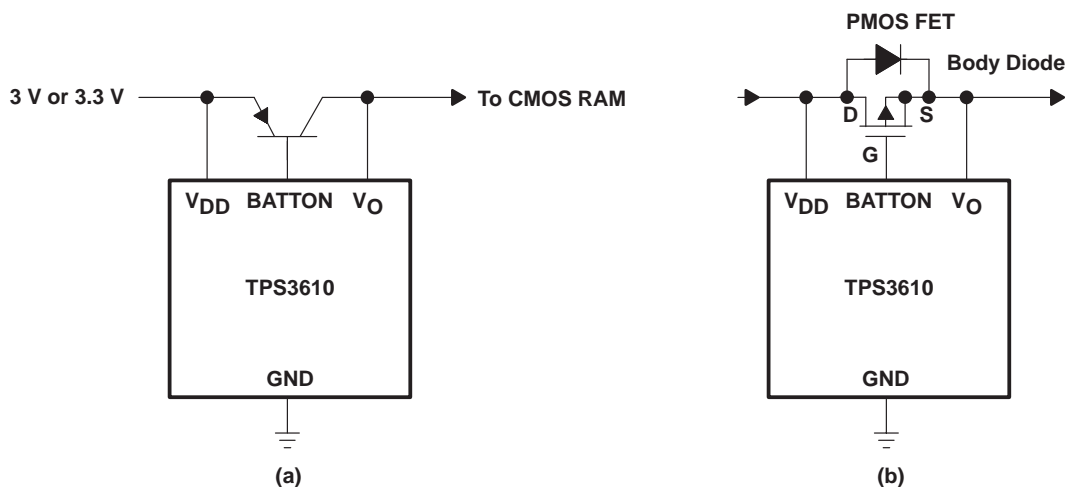 3 V or 3.3 V
To CMOS RAM
VDD BATTON VO
TPS3610
GND
(a)
PMOS FET
Body Diode
D S
G
VDD BATTON VO
TPS3610
GND
(b)